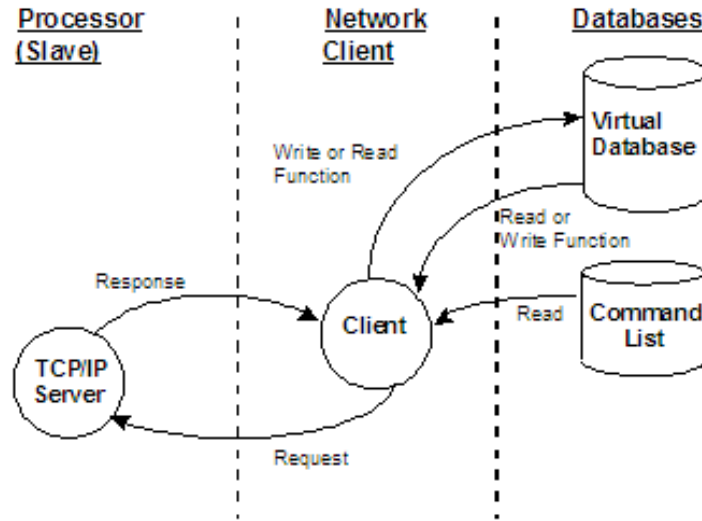 Processor
(Slave)
Network
Client
Databases
Virtual
Database
Write or Read
Function
Read or
Write Function
Response
Client
Read
Command
List
TCP/IP
Server
Request